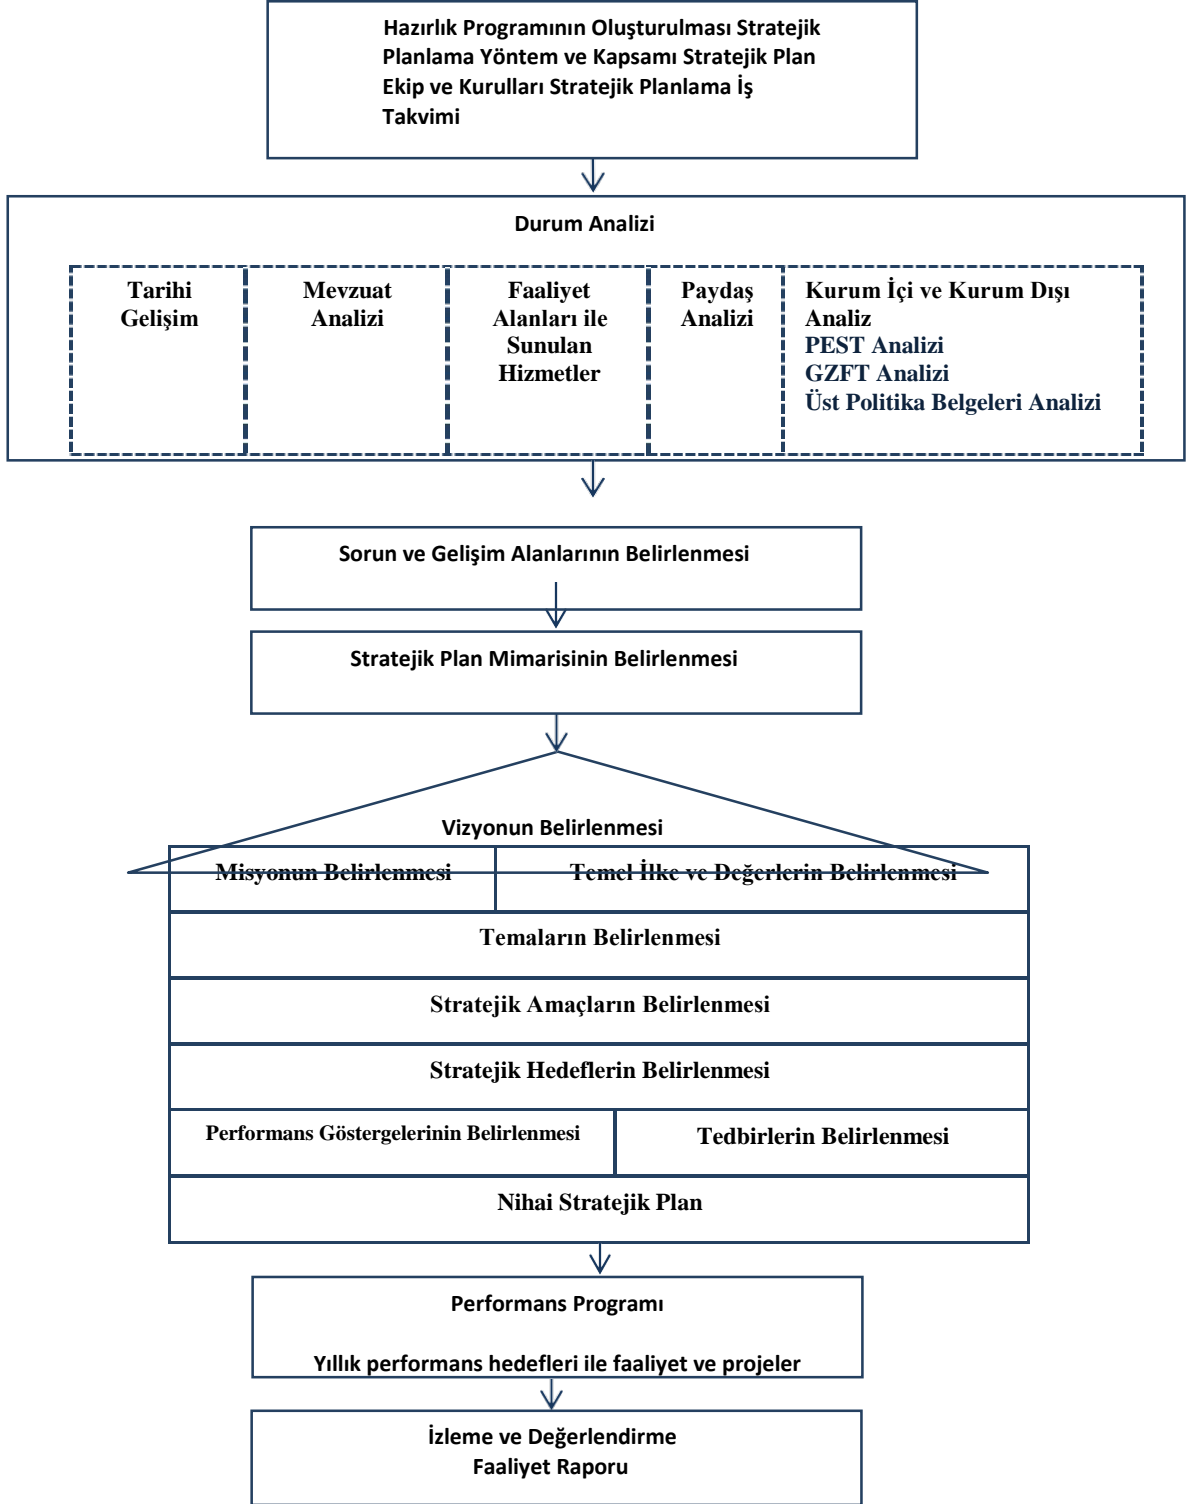 Hazırlık Programının Oluşturulması Stratejik
Planlama Yöntem ve Kapsamı Stratejik Plan
Ekip ve Kurulları Stratejik Planlama İş
Takvimi
Durum Analizi
Tarihi
Gelişim
Mevzuat
Analizi
Faaliyet
Alanları ile
Sunulan
Hizmetler
Paydaş
Analizi
Kurum İçi ve Kurum Dışı
Analiz
PEST Analizi
GZFT Analizi
Üst Politika Belgeleri Analizi
Sorun ve Gelişim Alanlarının Belirlenmesi
Stratejik Plan Mimarisinin Belirlenmesi
Vizyonun Belirlenmesi
Misyonun Belirlenmesi
Temel İlke ve Değerlerin Belirlenmesi
Temaların Belirlenmesi
Stratejik Amaçların Belirlenmesi
Stratejik Hedeflerin Belirlenmesi
Performans Göstergelerinin Belirlenmesi
Tedbirlerin Belirlenmesi
Nihai Stratejik Plan
Performans Programı
Yıllık performans hedefleri ile faaliyet ve projeler
İzleme ve Değerlendirme
Faaliyet Raporu